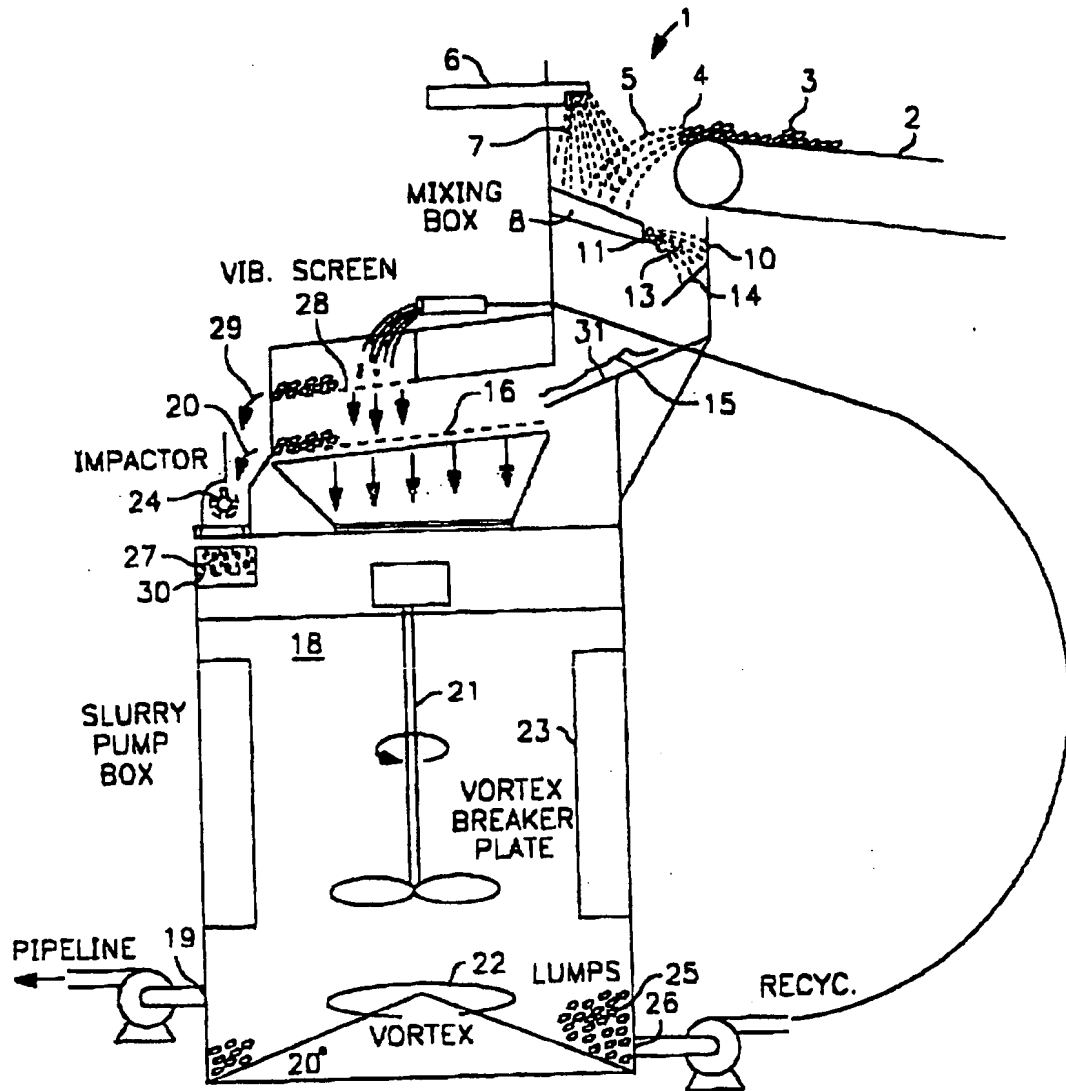 1
6
5
4
3
2
7
MIXING
BOX
8
11
10
13
14
VIB. SCREEN
28
29
31
16
15
20
IMPACTOR
24
27
30
18
21
SLURRY
PUMP
BOX
23
VORTEX
BREAKER
PLATE
PIPELINE
19
22
LUMPS
25
RECYC.
26
VORTEX
20°